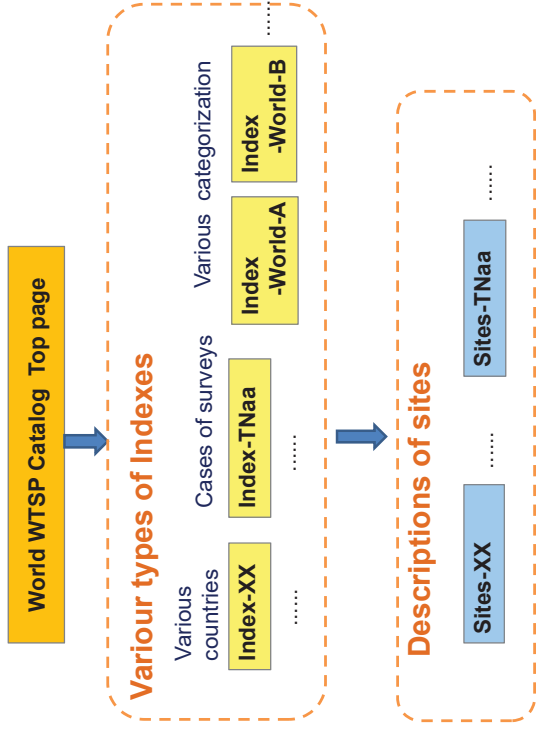 World WTSP Catalog Top page
Variour types of Indexes
Various
countries
Cases of surveys
Various categorization
Index-XX
Index-TNaa
Index
-World-A
Index
-World-B
......
......
......
Descriptions of sites
Sites-XX
......
Sites-TNaa
......